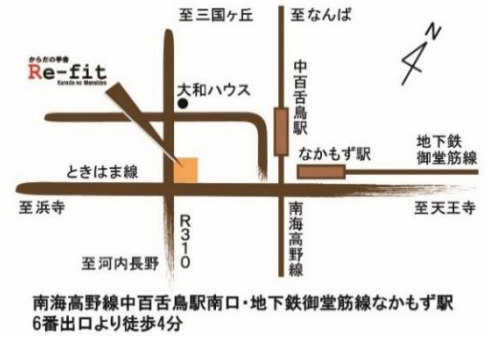 至三国ヶ丘
至なんば
N
からだの学舎
Re-fit
Karada no Manabiya
大和ハウス
中百舌鳥駅
なかもず駅
地下鉄
御堂筋線
ときはま線
至浜寺
至天王寺
R310
南海高野線
至河内長野
南海高野線中百舌鳥駅南口・地下鉄御堂筋線なかもず駅
6番出口より徒歩4分